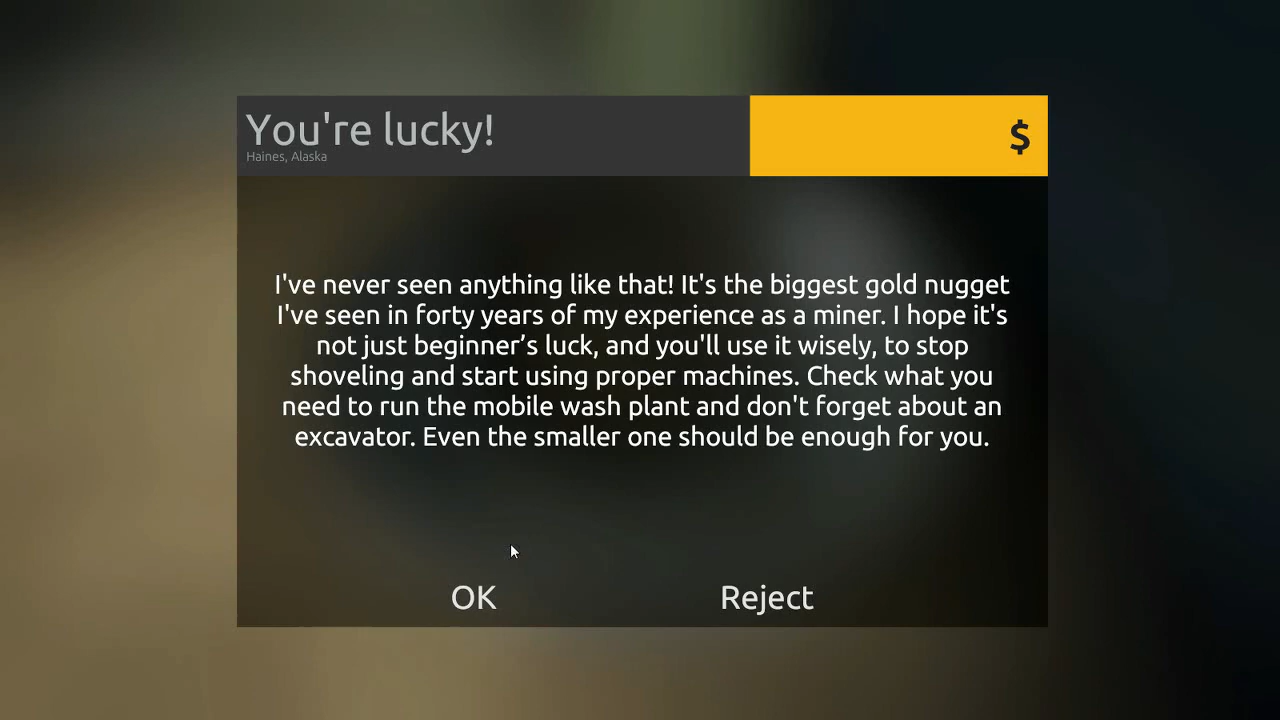 You're lucky!
Haines, Alaska
$
I've never seen anything like that! It's the biggest gold nugget
I've seen in forty years of my experience as a miner. I hope it's
not just beginner’s luck, and you'll use it wisely, to stop
shoveling and start using proper machines. Check what you
need to run the mobile wash plant and don't forget about an
excavator. Even the smaller one should be enough for you.
OK
Reject